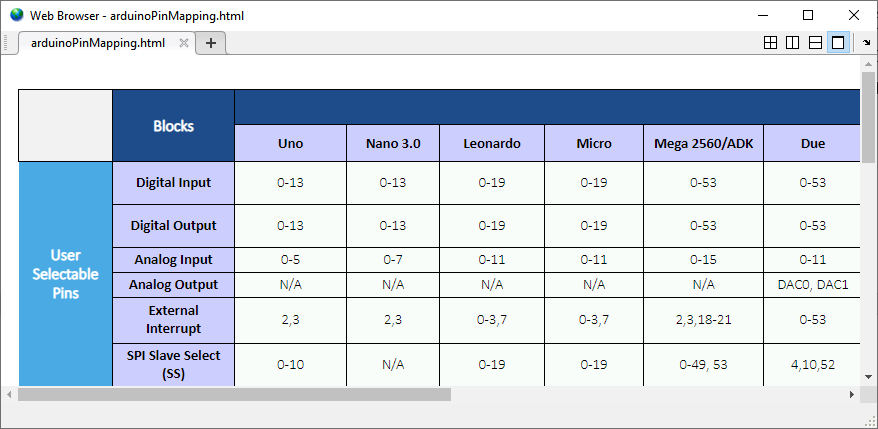 Web Browser - arduinoPinMapping.html
arduinoPinMapping.html
Blocks
Uno Nano 3.0 Leonardo Micro Mega 2560/ADK Due
User
Selectable
Pins
Digital Input 0-13 0-13 0-19 0-19 0-53 0-53
Digital Output 0-13 0-13 0-19 0-19 0-53 0-53
Analog Input 0-5 0-7 0-11 0-11 0-15 0-11
Analog Output N/A N/A N/A N/A N/A DAC0, DAC1
External
Interrupt 2,3 2,3 0-3,7 0-3,7 2,3,18-21 0-53
SPI Slave Select
(SS) 0-10 N/A 0-19 0-19 0-49, 53 4,10,52